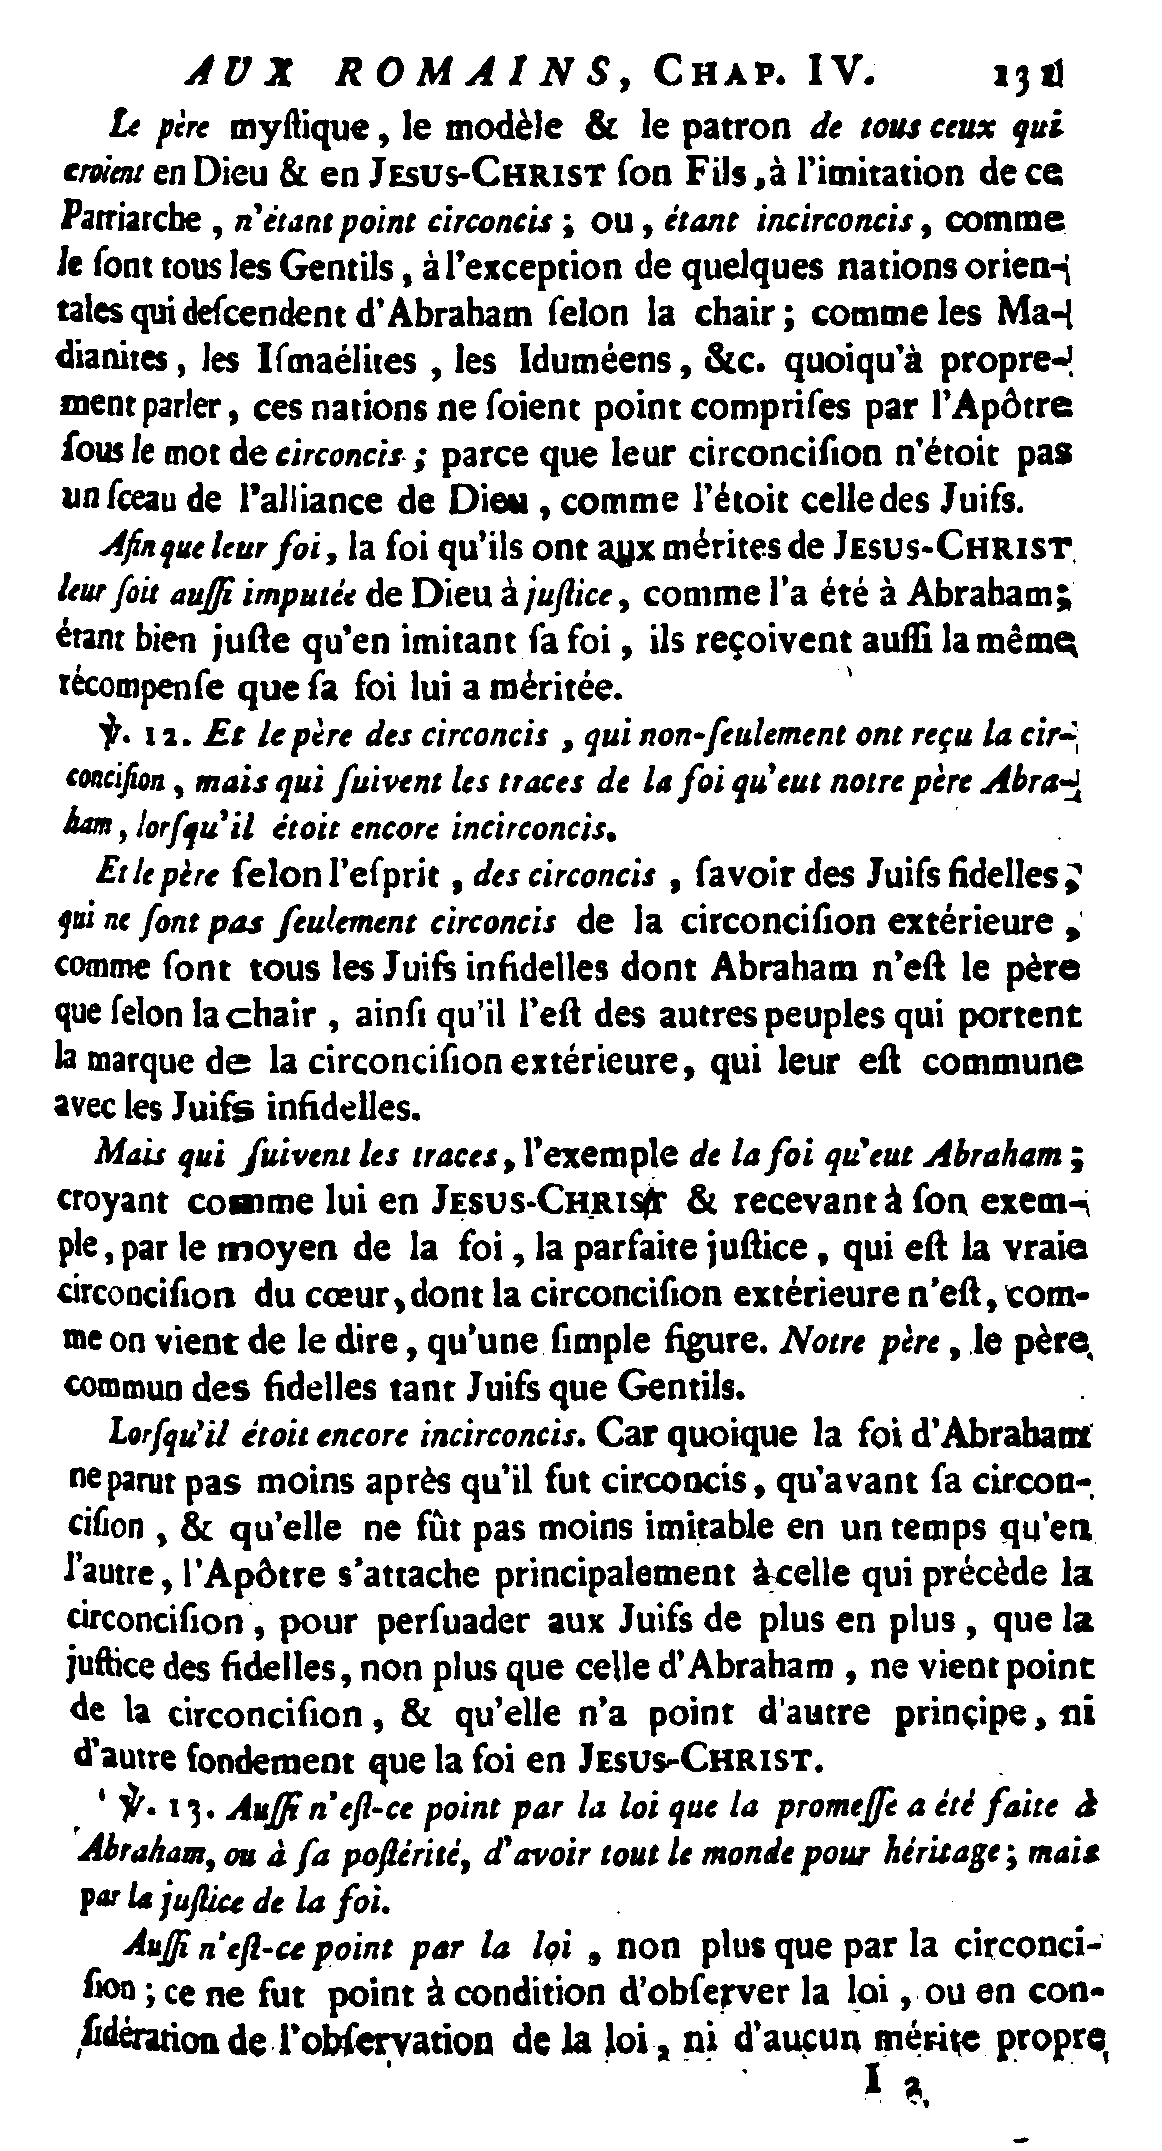 AUX ROMAINS, CHAP. IV. 131
Le père myſtique, le modèle & le patron de tous ceux qui
croient en Dieu & en JESUS-CHRIST ſon Fils, à l'imitation de ce
Patriarche, n'étant point circoncis; ou, étant incirconcis, comme
le ſont tous les Gentils, à l'exception de quelques nations orien-
tales qui deſcendent d'Abraham ſelon la chair; comme les Ma-
dianites, les Iſmaélites, les Iduméens, &c. quoiqu'à propre-
ment parler, ces nations ne ſoient point compriſes par l'Apôtre
ſous le mot de circoncis; parce que leur circonciſion n'étoit pas
un ſceau de l'alliance de Dieu, comme l'étoit celle des Juifs.
Afin que leur foi, la foi qu'ils ont aux mérites de JESUS-CHRIST
leur ſoit auſſi imputée de Dieu à juſtice, comme l'a été à Abraham;
étant bien juſte qu'en imitant ſa foi, ils reçoivent auſſi la même
récompenſe que ſa foi lui a méritée.
℣. 12. Et le père des circoncis, qui non-ſeulement ont reçu la cir-
conciſion, mais qui ſuivent les traces de la foi qu'eut notre père Abra-
ham, lorſqu'il étoit encore incirconcis.
Et le père ſelon l'eſprit, des circoncis, ſavoir des Juifs fidelles;
qui ne ſont pas ſeulement circoncis de la circonciſion extérieure,
comme ſont tous les Juifs infidelles dont Abraham n'eſt le père
que ſelon la chair, ainſi qu'il l'eſt des autres peuples qui portent
la marque de la circonciſion extérieure, qui leur eſt commune
avec les Juifs infidelles.
Mais qui ſuivent les traces, l'exemple de la foi qu'eut Abraham;
croyant comme lui en JESUS-CHRIST & recevant à ſon exem-
ple, par le moyen de la foi, la parfaite juſtice, qui eſt la vraie
circonciſion du cœur, dont la circonciſion extérieure n'eſt, com-
me on vient de le dire, qu'une ſimple figure. Notre père, le père
commun des fidelles tant Juifs que Gentils.
Lorſqu'il étoit encore incirconcis. Car quoique la foi d'Abraham
ne parut pas moins après qu'il fut circoncis, qu'avant ſa circon-
ciſion, & qu'elle ne fût pas moins imitable en un temps qu'en
l'autre, l'Apôtre s'attache principalement à celle qui précède la
circonciſion, pour perſuader aux Juifs de plus en plus, que la
juſtice des fidelles, non plus que celle d'Abraham, ne vient point
de la circonciſion, & qu'elle n'a point d'autre prinçipe, ni
d'autre fondement que la foi en JESUS-CHRIST.
℣. 13. Auſſi n'eſt-ce point par la loi que la promeſſe a été faite à
Abraham, ou à ſa poſtérité, d'avoir tout le monde pour héritage; mais
par la juſtice de la foi.
Auſſi n'eſt-ce point par la loi, non plus que par la circonci-
ſion; ce ne fut point à condition d'obſerver la loi, ou en con-
ſidération de l'obſervation de la loi, ni d'aucun mérite propre
I 2